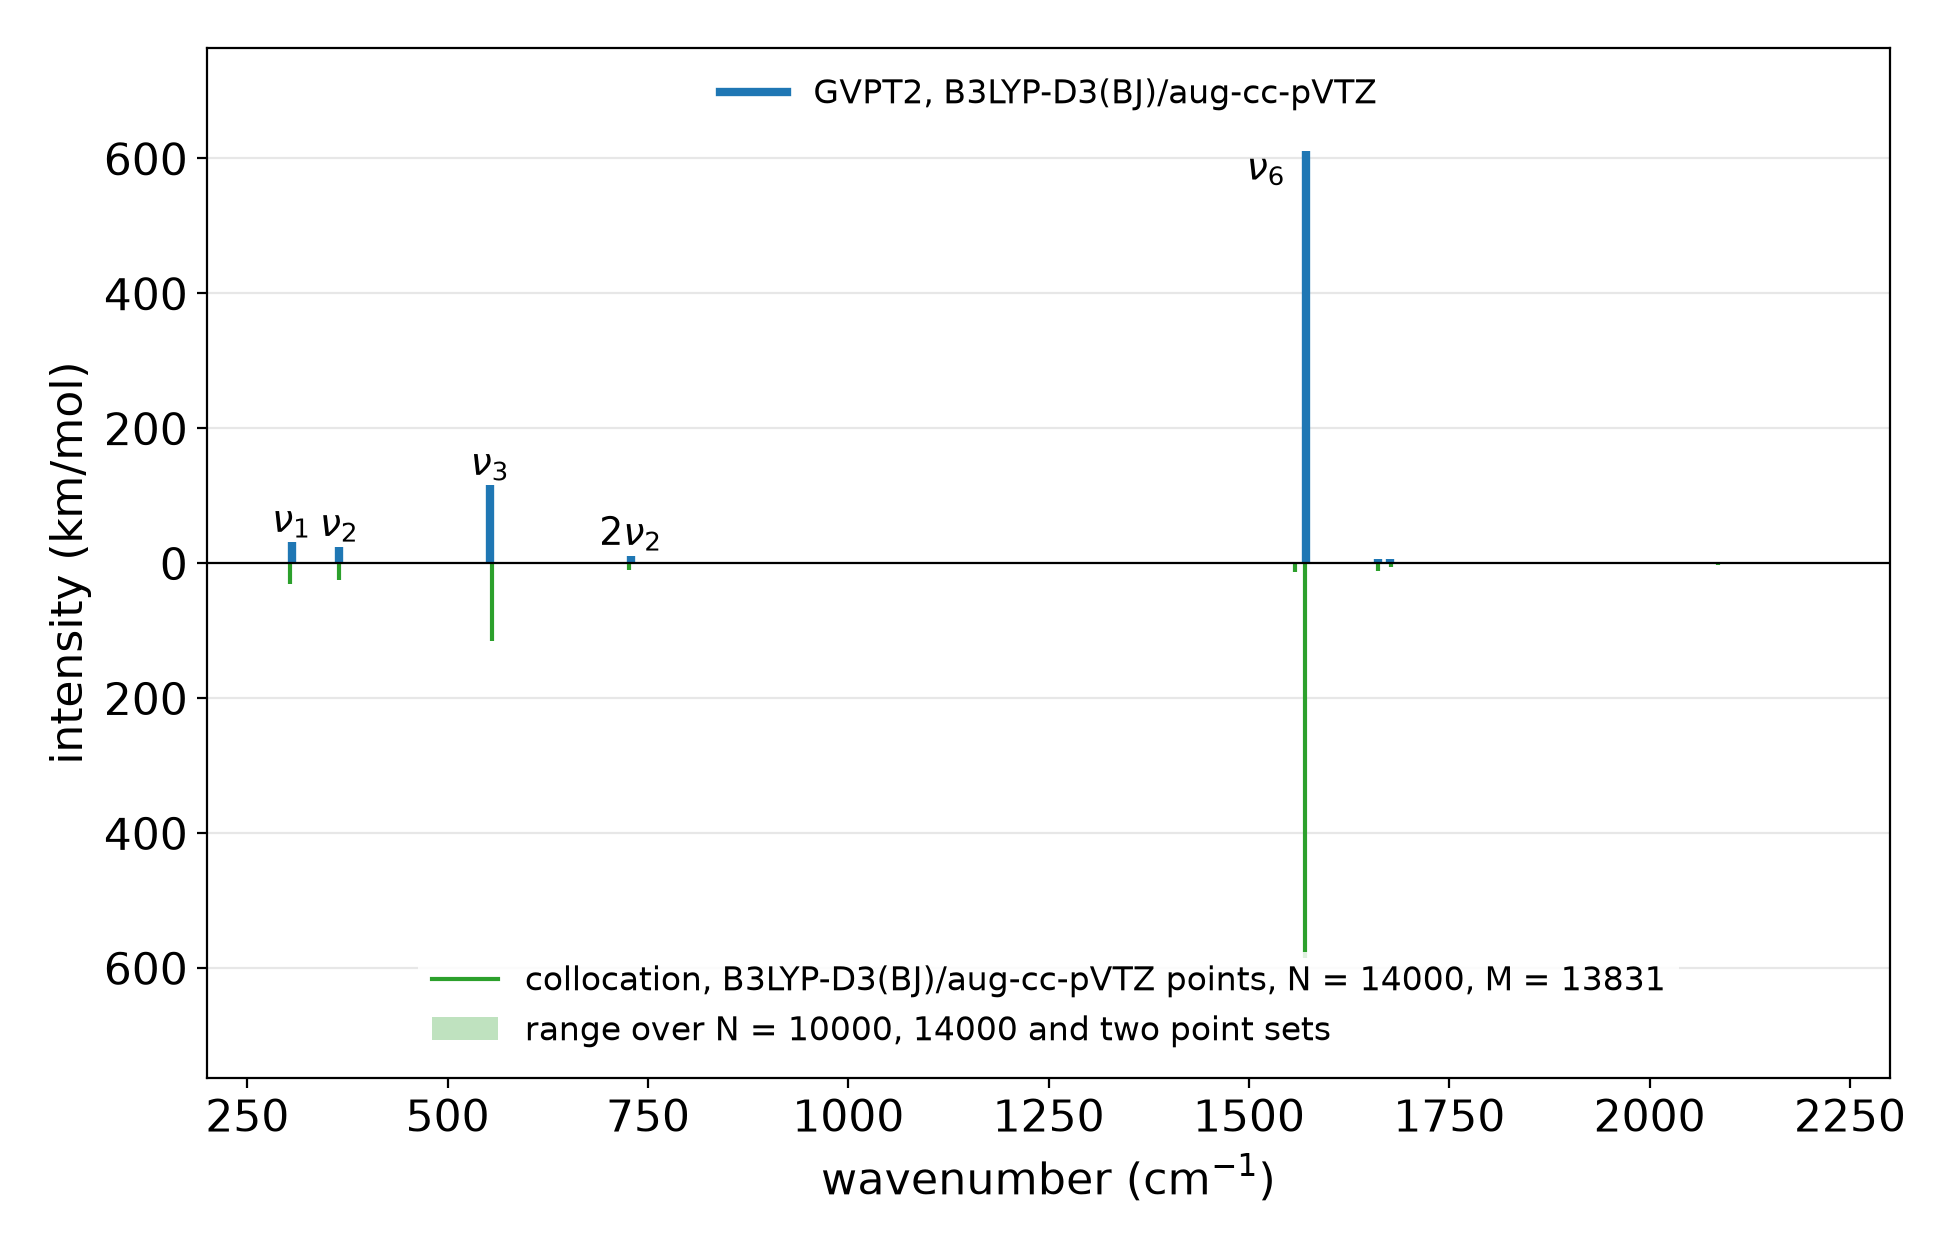 GVPT2, B3LYP-D3(BJ)/aug-cc-pVTZ
600
ν6
400
200
ν3
ν1 ν2
2ν2
0
200
400
600
intensity (km/mol)
collocation, B3LYP-D3(BJ)/aug-cc-pVTZ points, N = 14000, M = 13831
range over N = 10000, 14000 and two point sets
250 500 750 1000 1250 1500 1750 2000 2250
wavenumber (cm⁻¹)